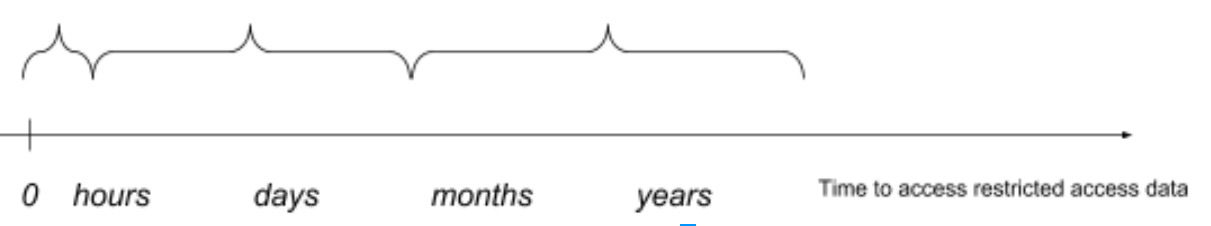 0 hours days months years Time to access restricted access data